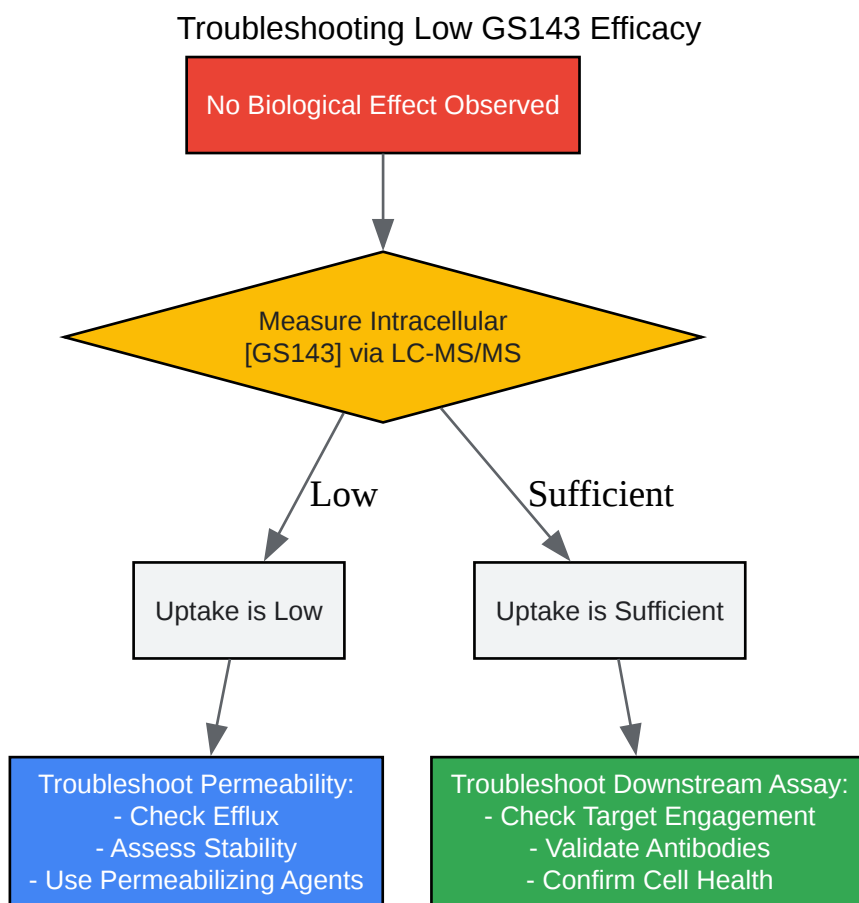 Troubleshooting Low GS143 Efficacy
No Biological Effect Observed
Measure Intracellular
[GS143] via LC-MS/MS
Low
Sufficient
Uptake is Low
Uptake is Sufficient
Troubleshoot Permeability:
- Check Efflux
- Assess Stability
- Use Permeabilizing Agents
Troubleshoot Downstream Assay:
- Check Target Engagement
- Validate Antibodies
- Confirm Cell Health